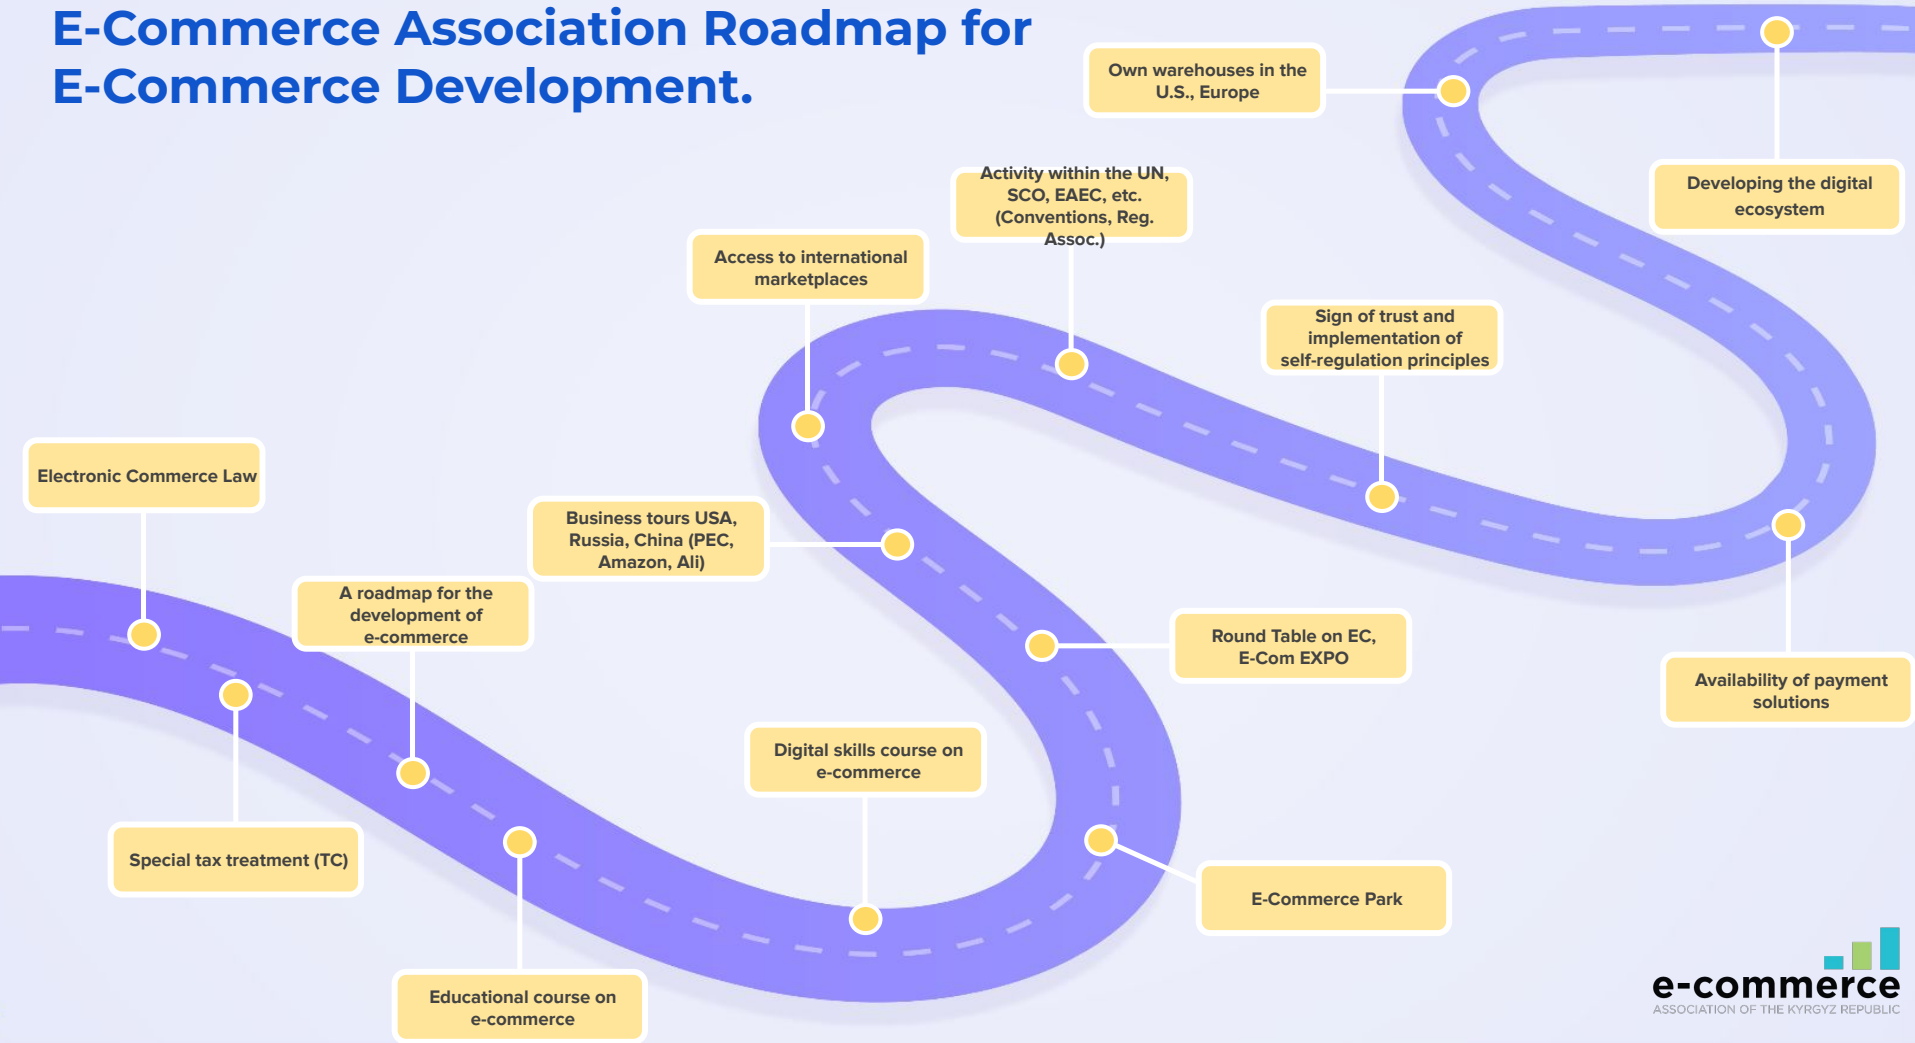 E-Commerce Association Roadmap for
E-Commerce Development.
Own warehouses in the
U.S., Europe
Developing the digital
ecosystem
Activity within the UN,
SCO, EAEC, etc.
(Conventions, Reg.
Assoc.)
Access to international
marketplaces
Sign of trust and
implementation of
self-regulation principles
Electronic Commerce Law
Business tours USA,
Russia, China (PEC,
Amazon, Ali)
A roadmap for the
development of
e-commerce
Round Table on EC,
E-Com EXPO
Availability of payment
solutions
Digital skills course on
e-commerce
Special tax treatment (TC)
E-Commerce Park
Educational course on
e-commerce
e-commerce
ASSOCIATION OF THE KYRGYZ REPUBLIC